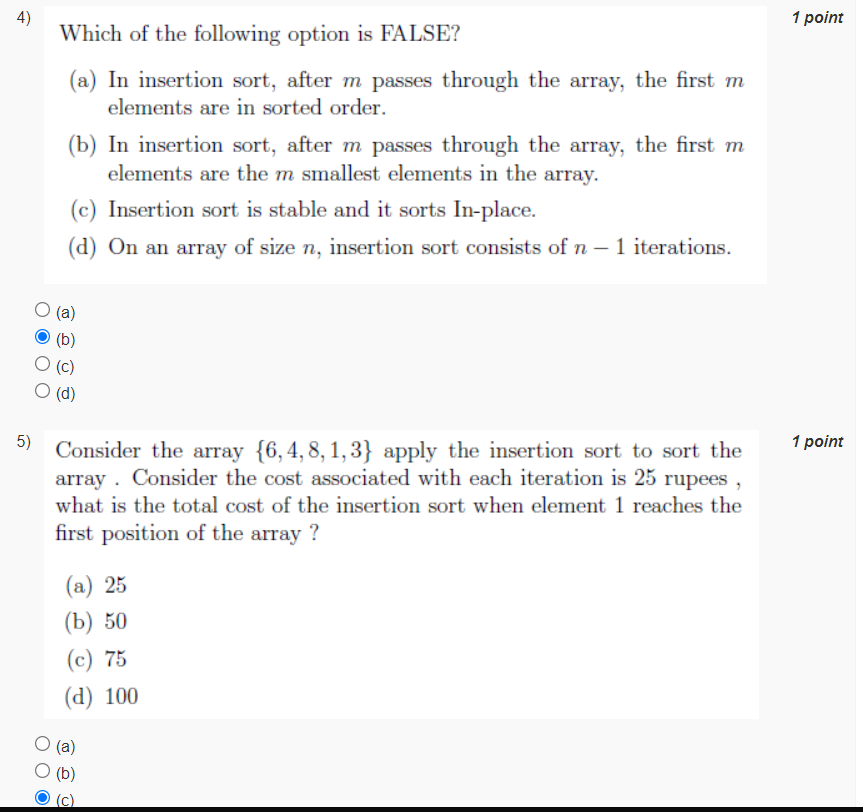 4)
1 point
Which of the following option is FALSE?
(a) In insertion sort, after m passes through the array, the first m
elements are in sorted order.
(b) In insertion sort, after m passes through the array, the first m
elements are the m smallest elements in the array.
(c) Insertion sort is stable and it sorts In-place.
(d) On an array of size n, insertion sort consists of n − 1 iterations.
(a)
(b)
(c)
(d)
5)
1 point
Consider the array {6, 4, 8, 1, 3} apply the insertion sort to sort the
array . Consider the cost associated with each iteration is 25 rupees ,
what is the total cost of the insertion sort when element 1 reaches the
first position of the array ?
(a) 25
(b) 50
(c) 75
(d) 100
(a)
(b)
(c)